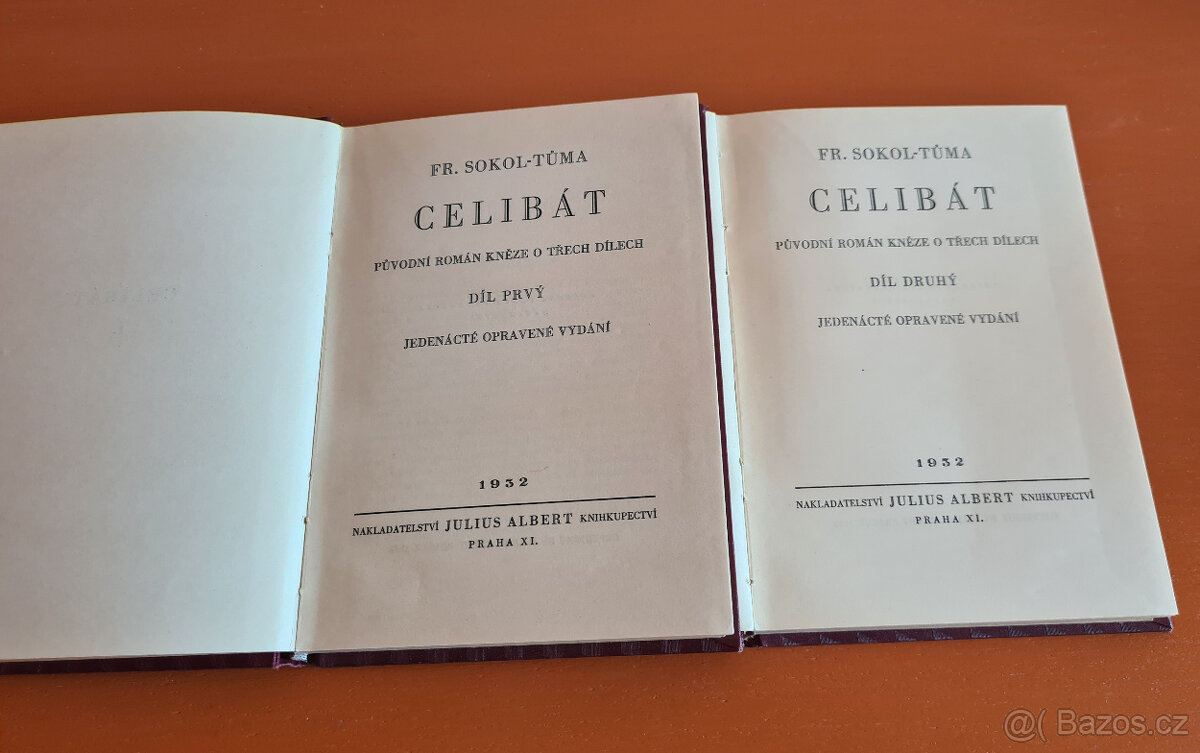 FR. SOKOL-TŮMA
CELIBÁT
PŮVODNÍ ROMÁN KNĚZE O TŘECH DÍLECH
DÍL PRVÝ
JEDENÁCTÉ OPRAVENÉ VYDÁNÍ
1932
NAKLADATELSTVÍ JULIUS ALBERT KNIHKUPECTVÍ
PRAHA XI.
FR. SOKOL-TŮMA
CELIBÁT
PŮVODNÍ ROMÁN KNĚZE O TŘECH DÍLECH
DÍL DRUHÝ
JEDENÁCTÉ OPRAVENÉ VYDÁNÍ
1932
NAKLADATELSTVÍ JULIUS ALBERT KNIHKUPECTVÍ
PRAHA XI.
@( Bazos.cz